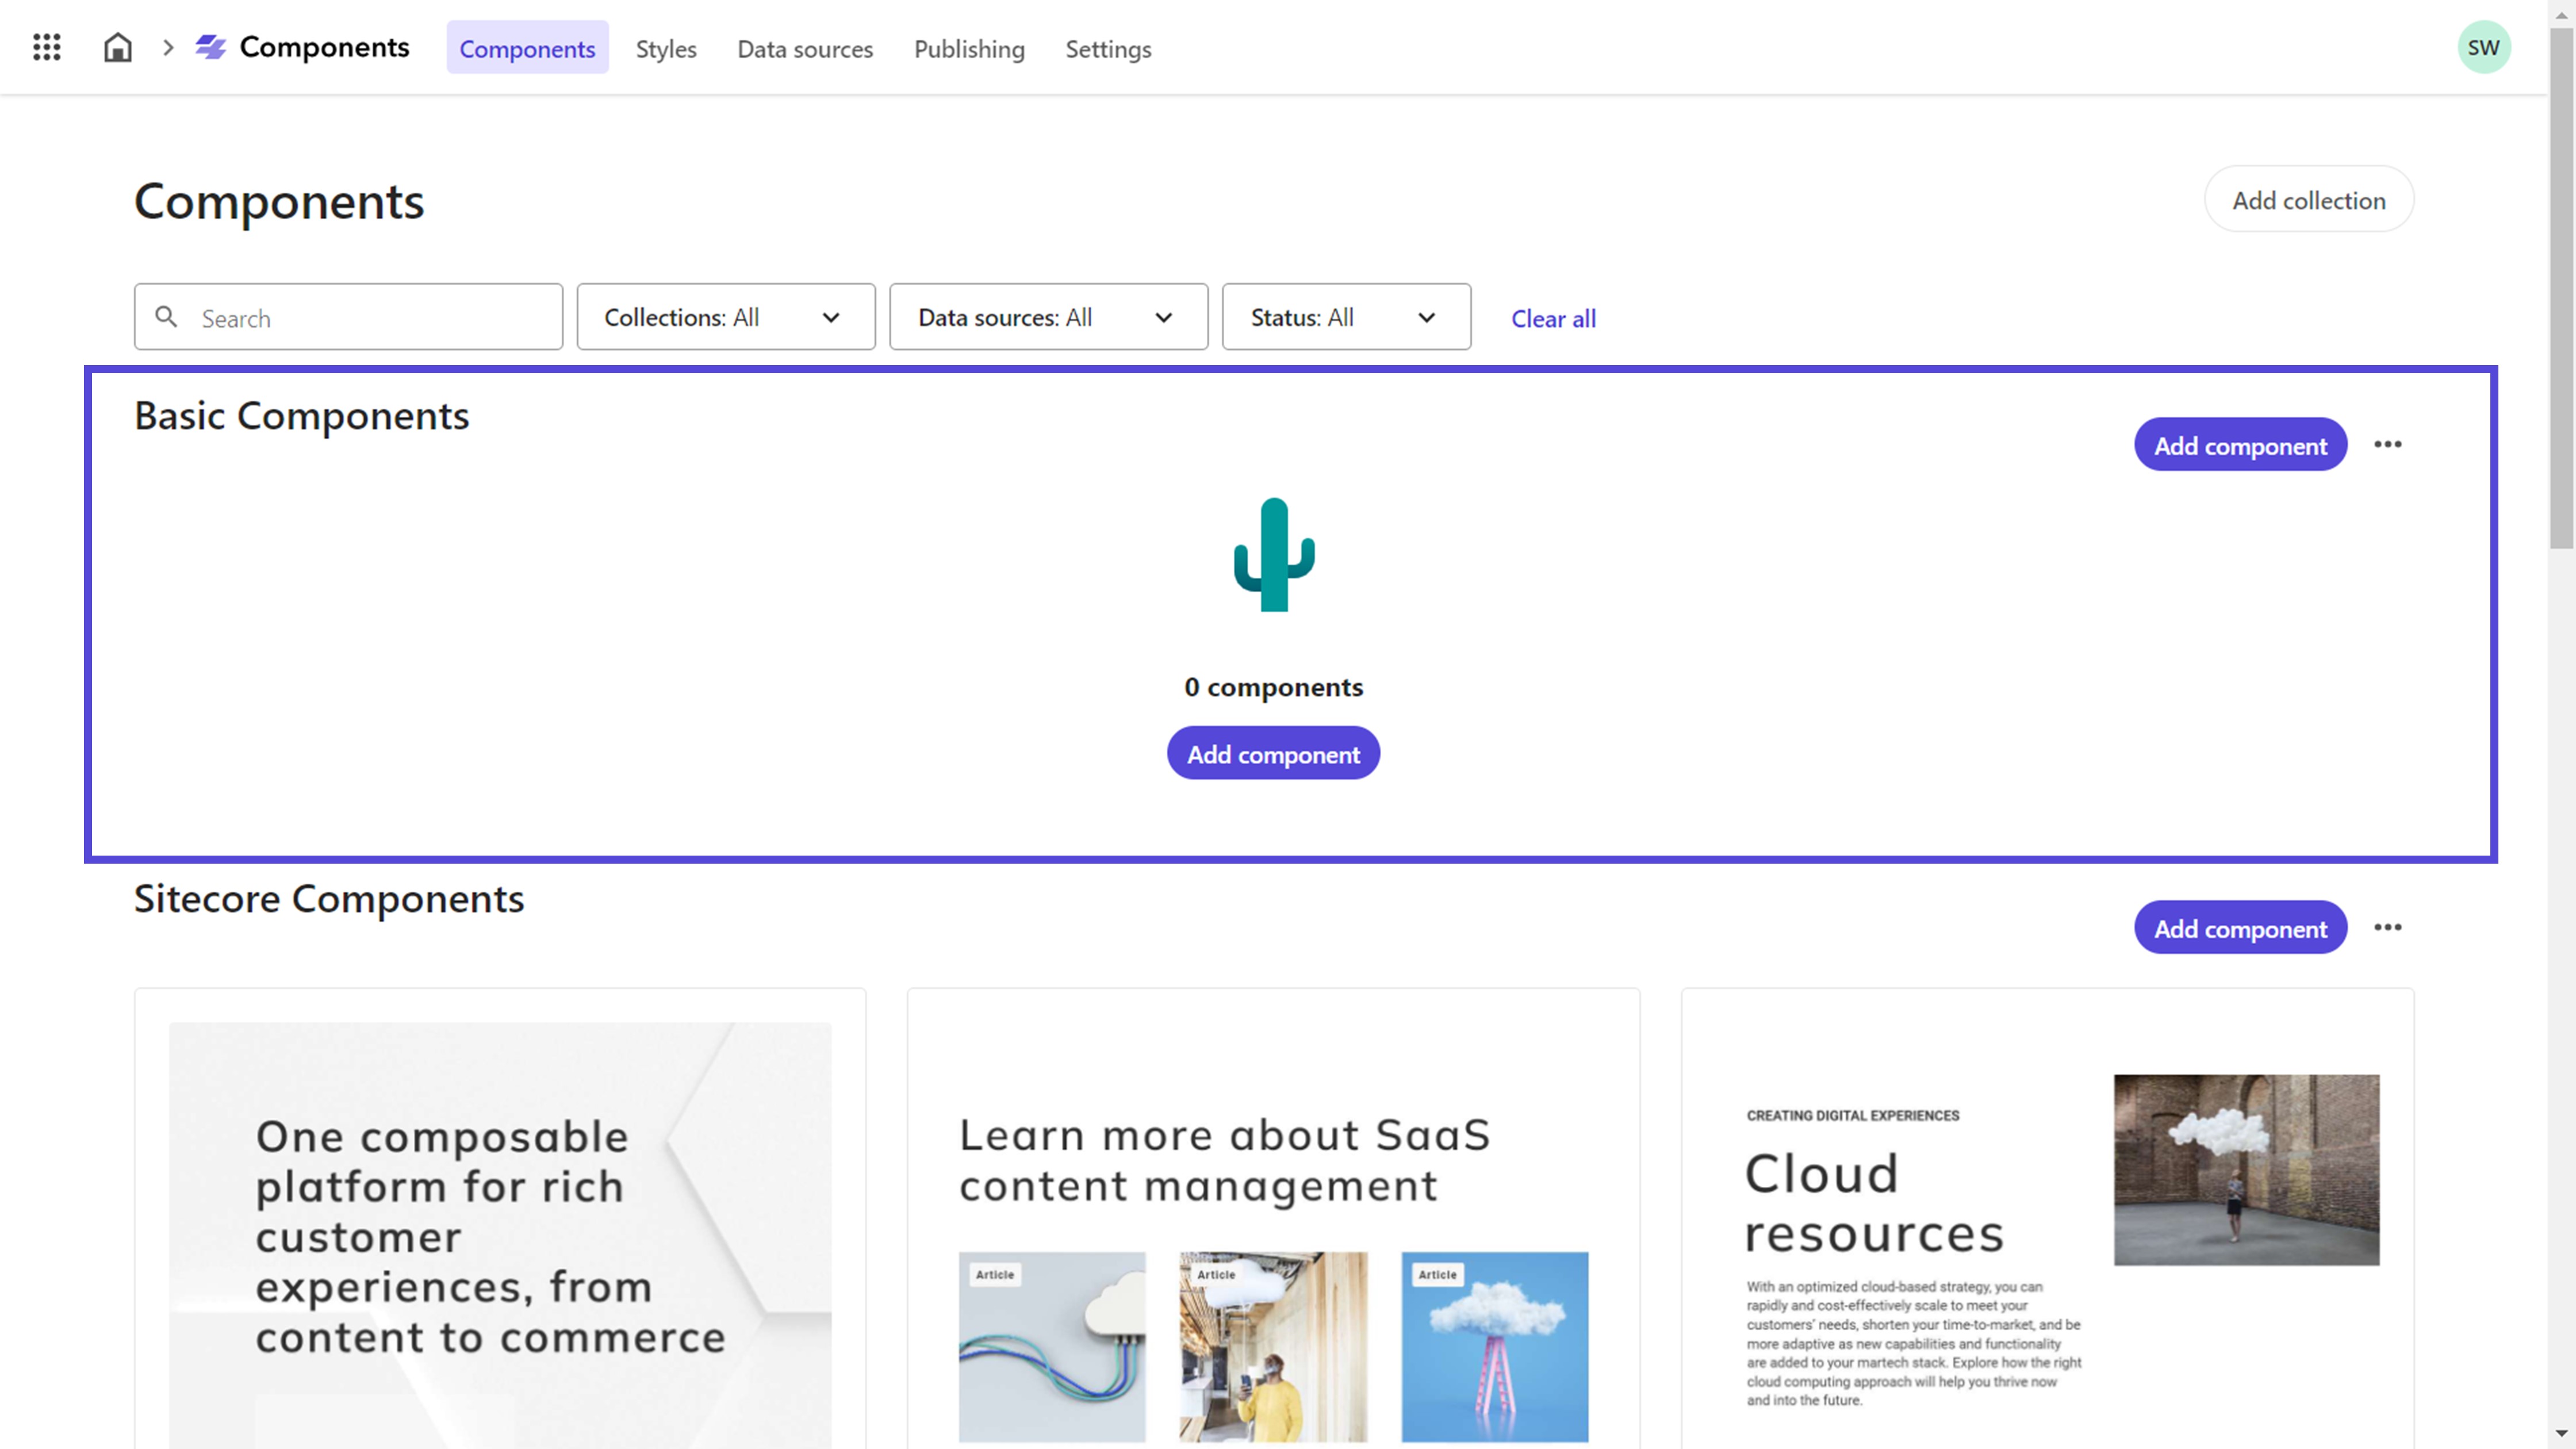 Components
Components
Styles
Data sources
Publishing
Settings
SW
Components
Add collection
Search
Collections: All
Data sources: All
Status: All
Clear all
Basic Components
Add component
0 components
Add component
Sitecore Components
Add component
One composable
platform for rich
customer
experiences, from
content to commerce
Learn more about SaaS
content management
Article
Article
Article
CREATING DIGITAL EXPERIENCES
Cloud
resources
With an optimized cloud-based strategy, you can
rapidly and cost-effectively scale to meet your
customers' needs, shorten your time-to-market, and be
more adaptive as new capabilities and functionality
are added to your martech stack. Explore how the right
cloud computing approach will help you thrive now
and into the future.